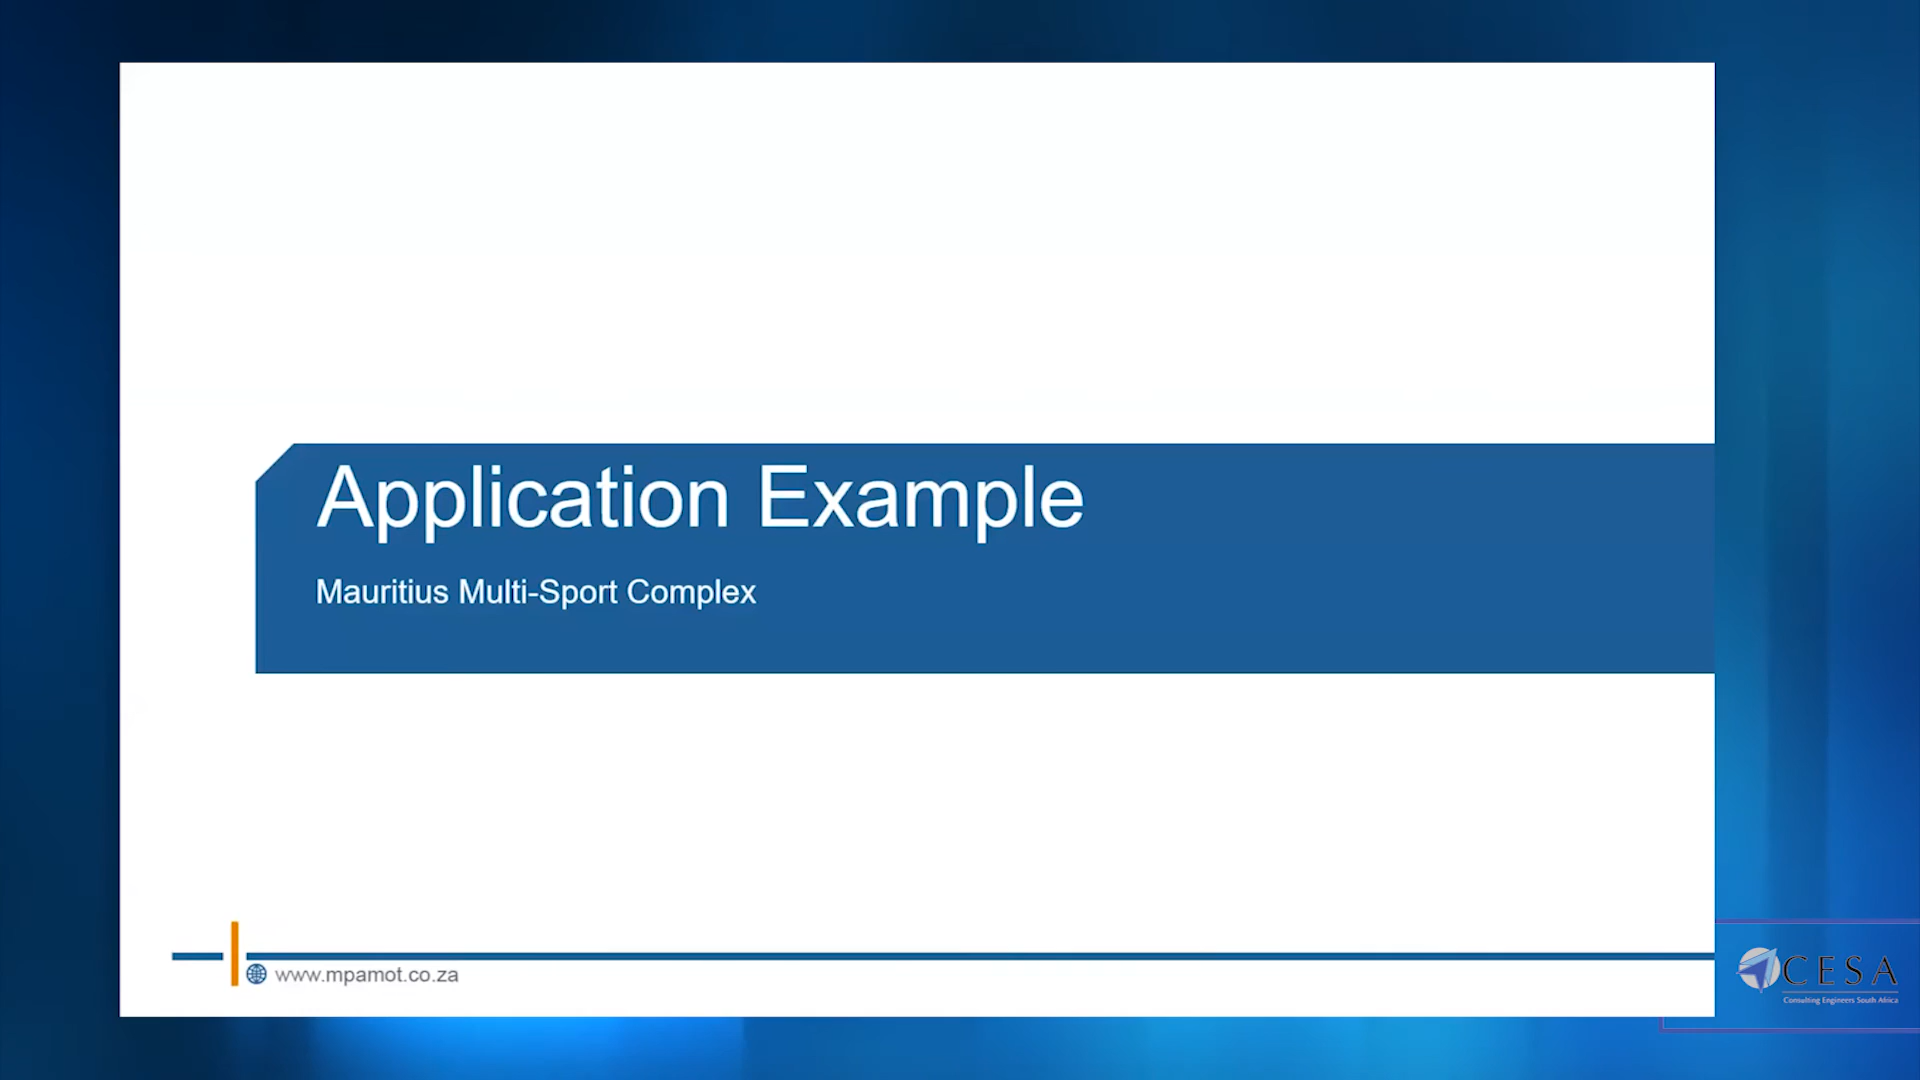 Application Example
Mauritius Multi-Sport Complex
www.mpamot.co.za
CESA
Consulting Engineers South Africa